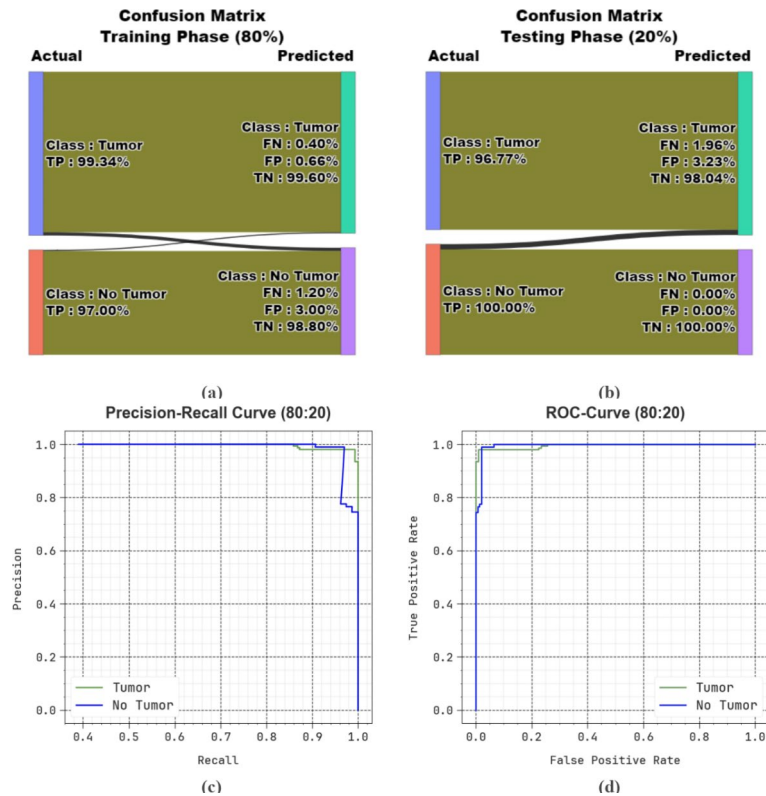 Confusion Matrix
Training Phase (80%)
Actual
Predicted
Class : Tumor
TP : 99.34%
Class : Tumor
FN : 0.40%
FP : 0.66%
TN : 99.60%
Class : No Tumor
TP : 97.00%
Class : No Tumor
FN : 1.20%
FP : 3.00%
TN : 98.80%
(a)
Confusion Matrix
Testing Phase (20%)
Actual
Predicted
Class : Tumor
TP : 96.77%
Class : Tumor
FN : 1.96%
FP : 3.23%
TN : 98.04%
Class : No Tumor
TP : 100.00%
Class : No Tumor
FN : 0.00%
FP : 0.00%
TN : 100.00%
(b)
Precision-Recall Curve (80:20)
1.0
0.8
0.6
0.4
0.2
0.0
Precision
Tumor
No Tumor
0.4 0.5 0.6 0.7 0.8 0.9 1.0
Recall
(c)
ROC-Curve (80:20)
1.0
0.8
0.6
0.4
0.2
0.0
True Positive Rate
Tumor
No Tumor
0.0 0.2 0.4 0.6 0.8 1.0
False Positive Rate
(d)